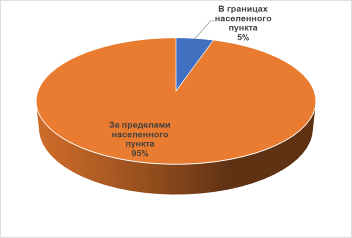 В границах
населенного
пункта
5%
За пределами
населенного
пункта
95%